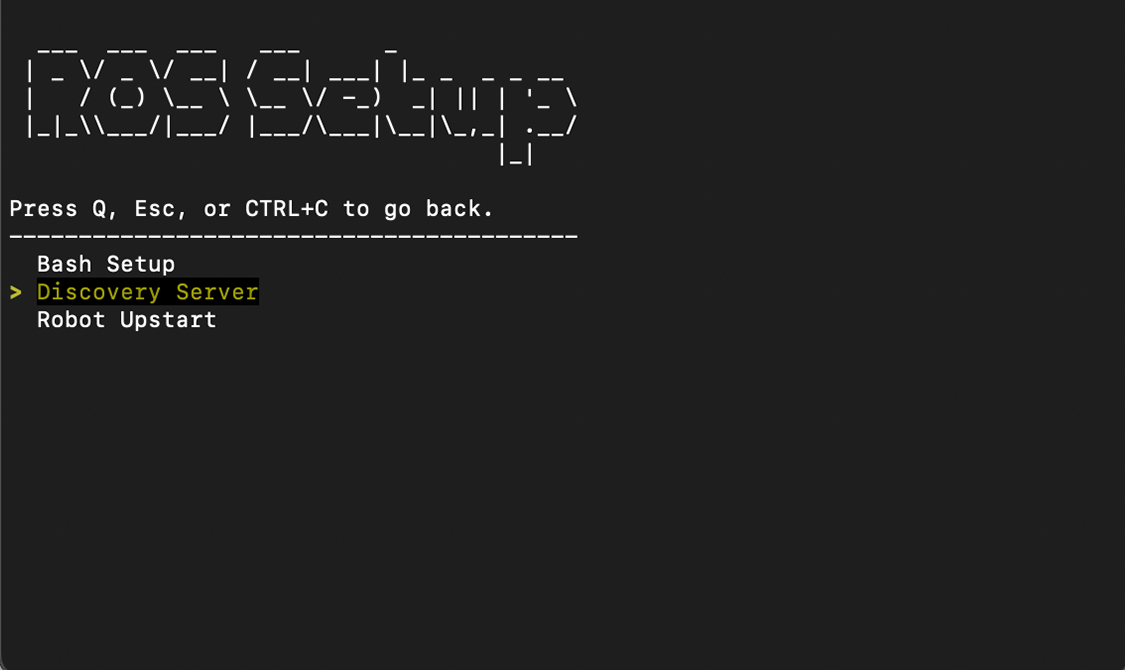 ROS Setup
Press Q, Esc, or CTRL+C to go back.
-----------------------------------------
Bash Setup
> Discovery Server
Robot Upstart